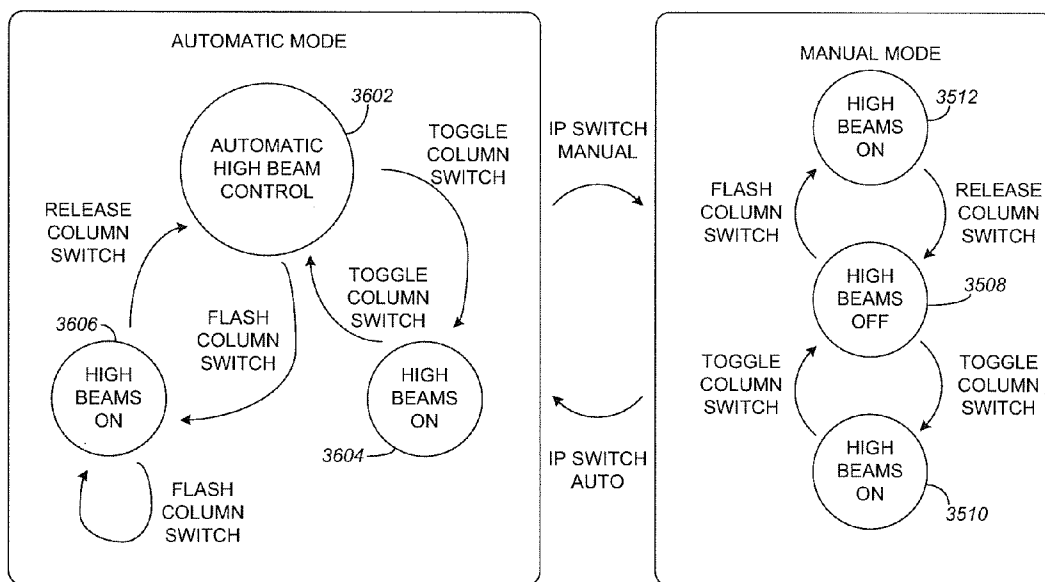 AUTOMATIC MODE
3602
AUTOMATIC
HIGH BEAM
CONTROL
TOGGLE
COLUMN
SWITCH
RELEASE
COLUMN
SWITCH
TOGGLE
COLUMN
SWITCH
FLASH
COLUMN
SWITCH
3606
HIGH
BEAMS
ON
HIGH
BEAMS
ON
3604
FLASH
COLUMN
SWITCH
IP SWITCH
MANUAL
IP SWITCH
AUTO
MANUAL MODE
HIGH
BEAMS
ON
3512
FLASH
COLUMN
SWITCH
RELEASE
COLUMN
SWITCH
HIGH
BEAMS
OFF
3508
TOGGLE
COLUMN
SWITCH
TOGGLE
COLUMN
SWITCH
HIGH
BEAMS
ON
3510